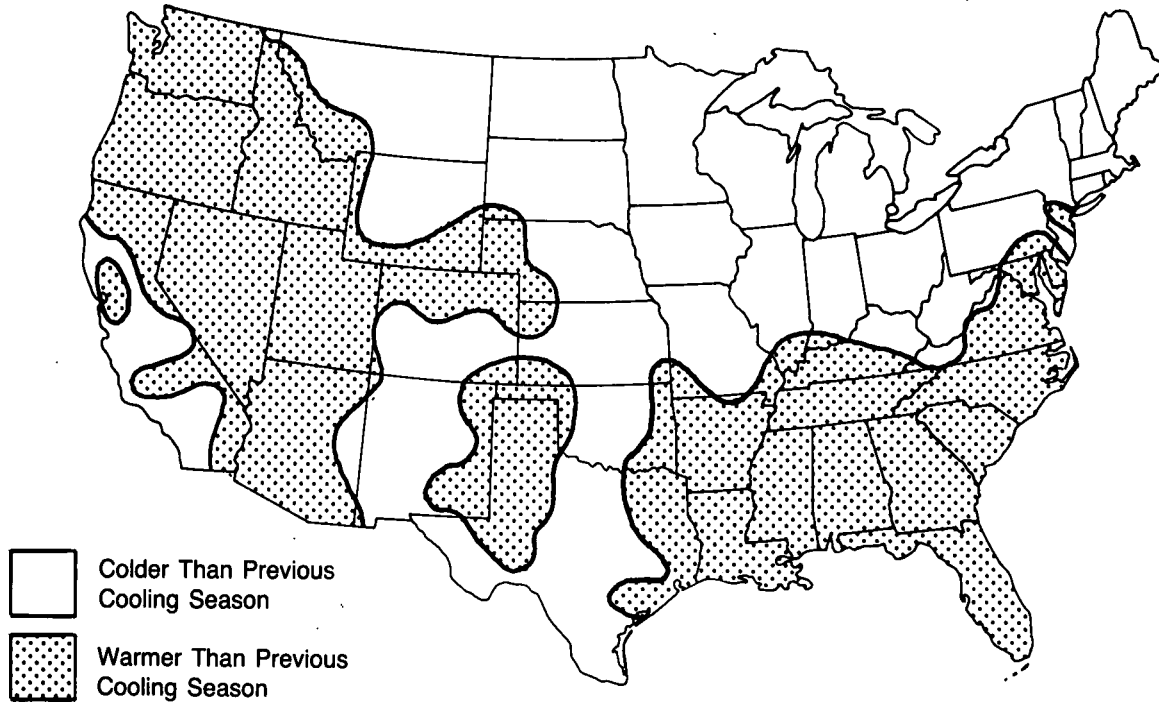 Colder Than Previous
Cooling Season
Warmer Than Previous
Cooling Season